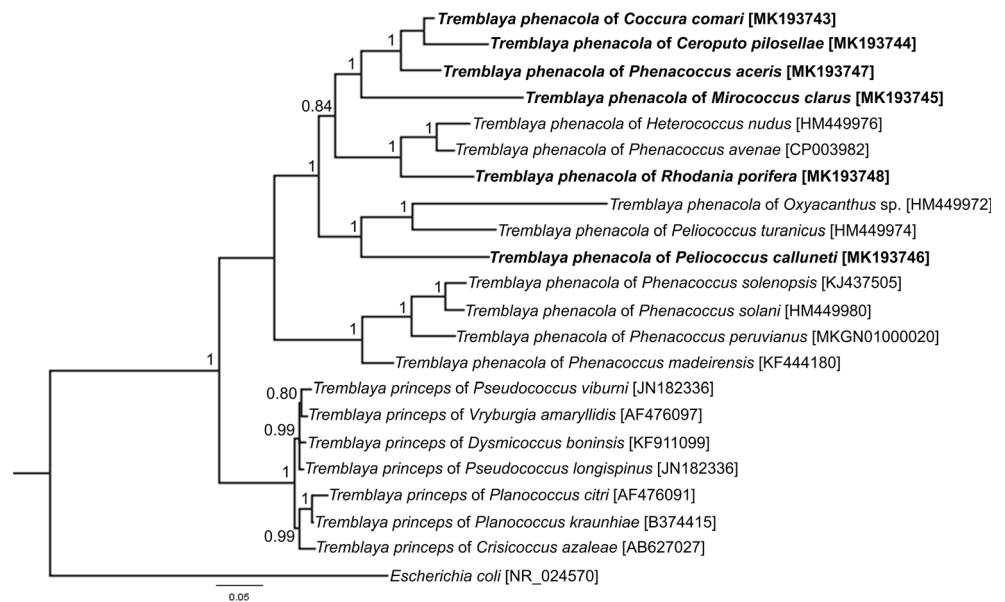 Tremblaya phenacola of Coccura comari [MK193743]
1
Tremblaya phenacola of Ceroputo pilosellae [MK193744]
1
Tremblaya phenacola of Phenacoccus aceris [MK193747]
Tremblaya phenacola of Mirococcus clarus [MK193745]
0.84
Tremblaya phenacola of Heterococcus nudus [HM449976]
1
1
Tremblaya phenacola of Phenacoccus avenae [CP003982]
1
Tremblaya phenacola of Rhodania porifera [MK193748]
Tremblaya phenacola of Oxyacanthus sp. [HM449972]
1
1
Tremblaya phenacola of Peliococcus turanicus [HM449974]
Tremblaya phenacola of Peliococcus calluneti [MK193746]
Tremblaya phenacola of Phenacoccus solenopsis [KJ437505]
1
1
Tremblaya phenacola of Phenacoccus solani [HM449980]
1
Tremblaya phenacola of Phenacoccus peruvianus [MKGN01000020]
1
Tremblaya phenacola of Phenacoccus madeirensis [KF444180]
Tremblaya princeps of Pseudococcus viburni [JN182336]
0.80
Tremblaya princeps of Vryburgia amaryllidis [AF476097]
0.99
Tremblaya princeps of Dysmicoccus boninsis [KF911099]
Tremblaya princeps of Pseudococcus longispinus [JN182336]
1
Tremblaya princeps of Planococcus citri [AF476091]
1
Tremblaya princeps of Planococcus kraunhiae [B374415]
0.99
Tremblaya princeps of Crisicoccus azaleae [AB627027]
Escherichia coli [NR_024570]
0.05